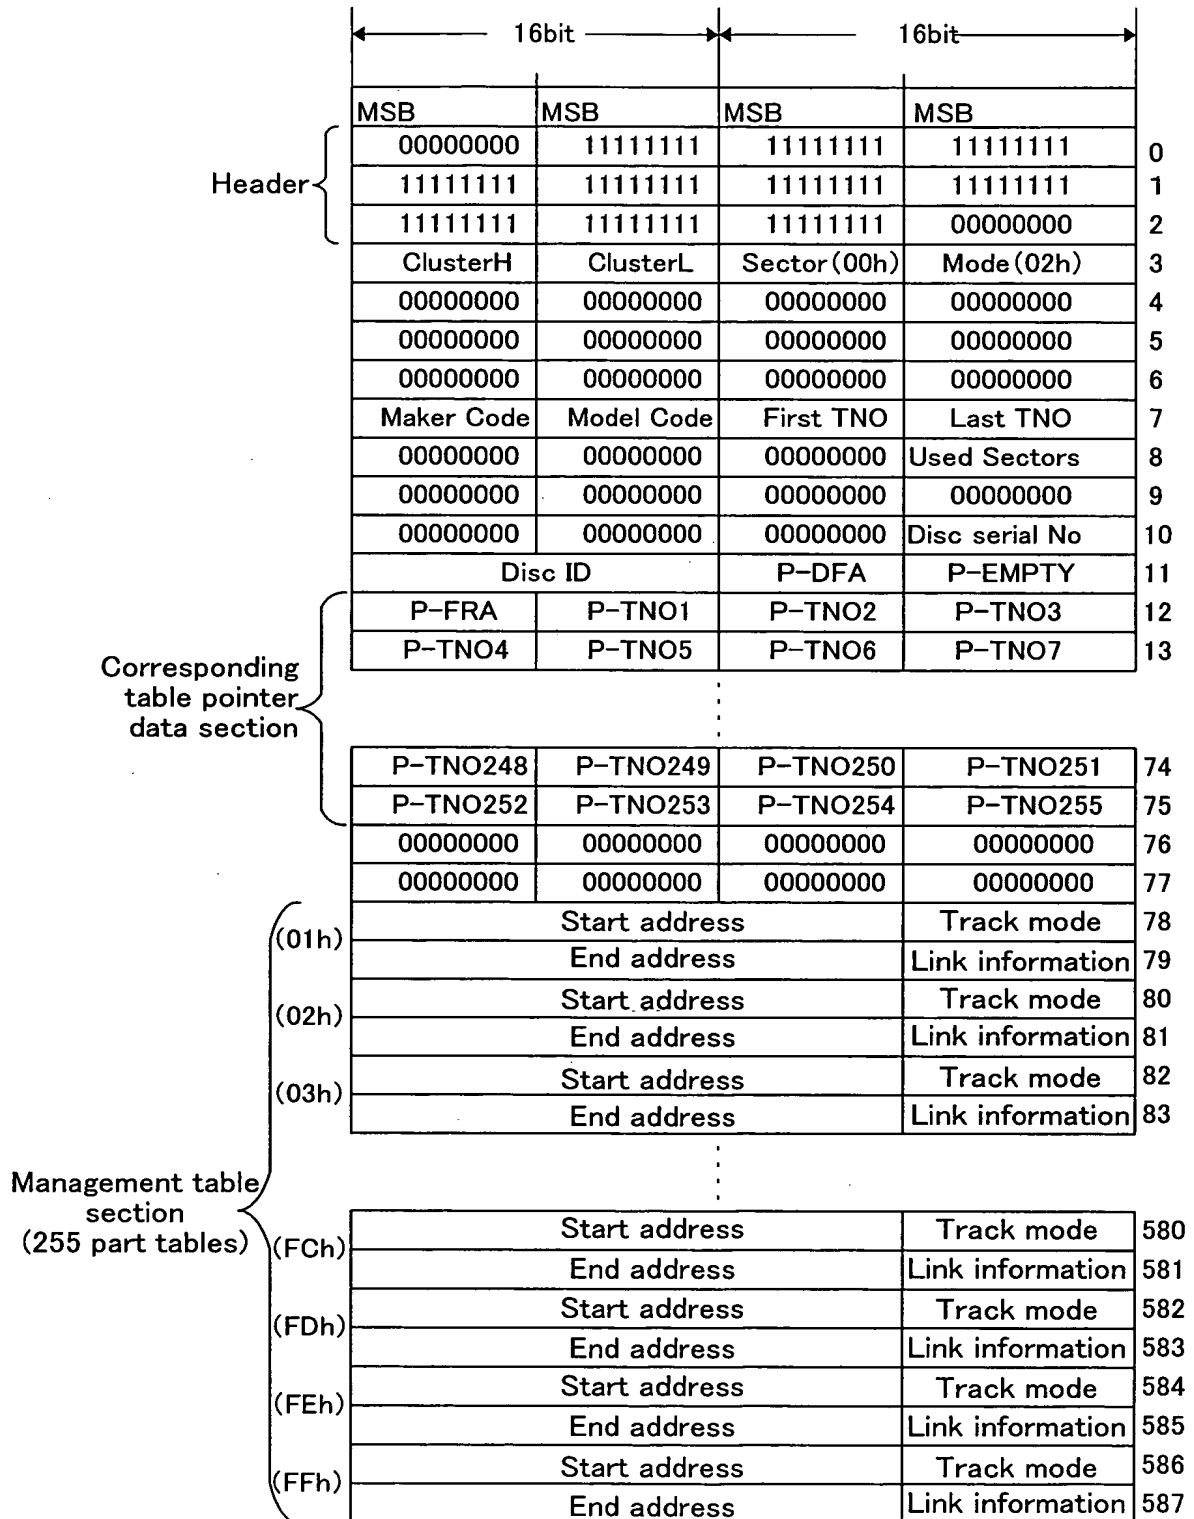 16bit 16bit
MSB MSB MSB MSB
00000000 11111111 11111111 11111111 0
Header 11111111 11111111 11111111 11111111 1
11111111 11111111 11111111 00000000 2
ClusterH ClusterL Sector(00h) Mode(02h) 3
00000000 00000000 00000000 00000000 4
00000000 00000000 00000000 00000000 5
00000000 00000000 00000000 00000000 6
Maker Code Model Code First TNO Last TNO 7
00000000 00000000 00000000 Used Sectors 8
00000000 00000000 00000000 00000000 9
00000000 00000000 00000000 Disc serial No 10
Disc ID P-DFA P-EMPTY 11
P-FRA P-TNO1 P-TNO2 P-TNO3 12
P-TNO4 P-TNO5 P-TNO6 P-TNO7 13
Corresponding
table pointer
data section
P-TNO248 P-TNO249 P-TNO250 P-TNO251 74
P-TNO252 P-TNO253 P-TNO254 P-TNO255 75
00000000 00000000 00000000 00000000 76
00000000 00000000 00000000 00000000 77
(01h) Start address Track mode 78
End address Link information 79
(02h) Start address Track mode 80
End address Link information 81
(03h) Start address Track mode 82
End address Link information 83
Management table
section
(255 part tables)
(FCh) Start address Track mode 580
End address Link information 581
(FDh) Start address Track mode 582
End address Link information 583
(FEh) Start address Track mode 584
End address Link information 585
(FFh) Start address Track mode 586
End address Link information 587